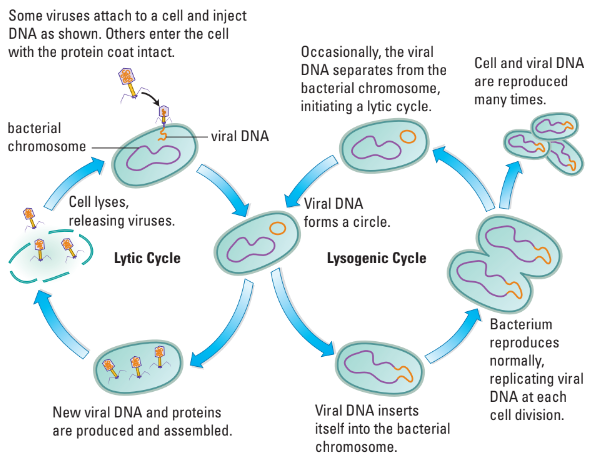 Some viruses attach to a cell and inject
DNA as shown. Others enter the cell
with the protein coat intact.
bacterial
chromosome
viral DNA
Occasionally, the viral
DNA separates from the
bacterial chromosome,
initiating a lytic cycle.
Cell and viral DNA
are reproduced
many times.
Cell lyses,
releasing viruses.
Lytic Cycle
Viral DNA
forms a circle.
Lysogenic Cycle
New viral DNA and proteins
are produced and assembled.
Viral DNA inserts
itself into the bacterial
chromosome.
Bacterium
reproduces
normally,
replicating viral
DNA at each
cell division.